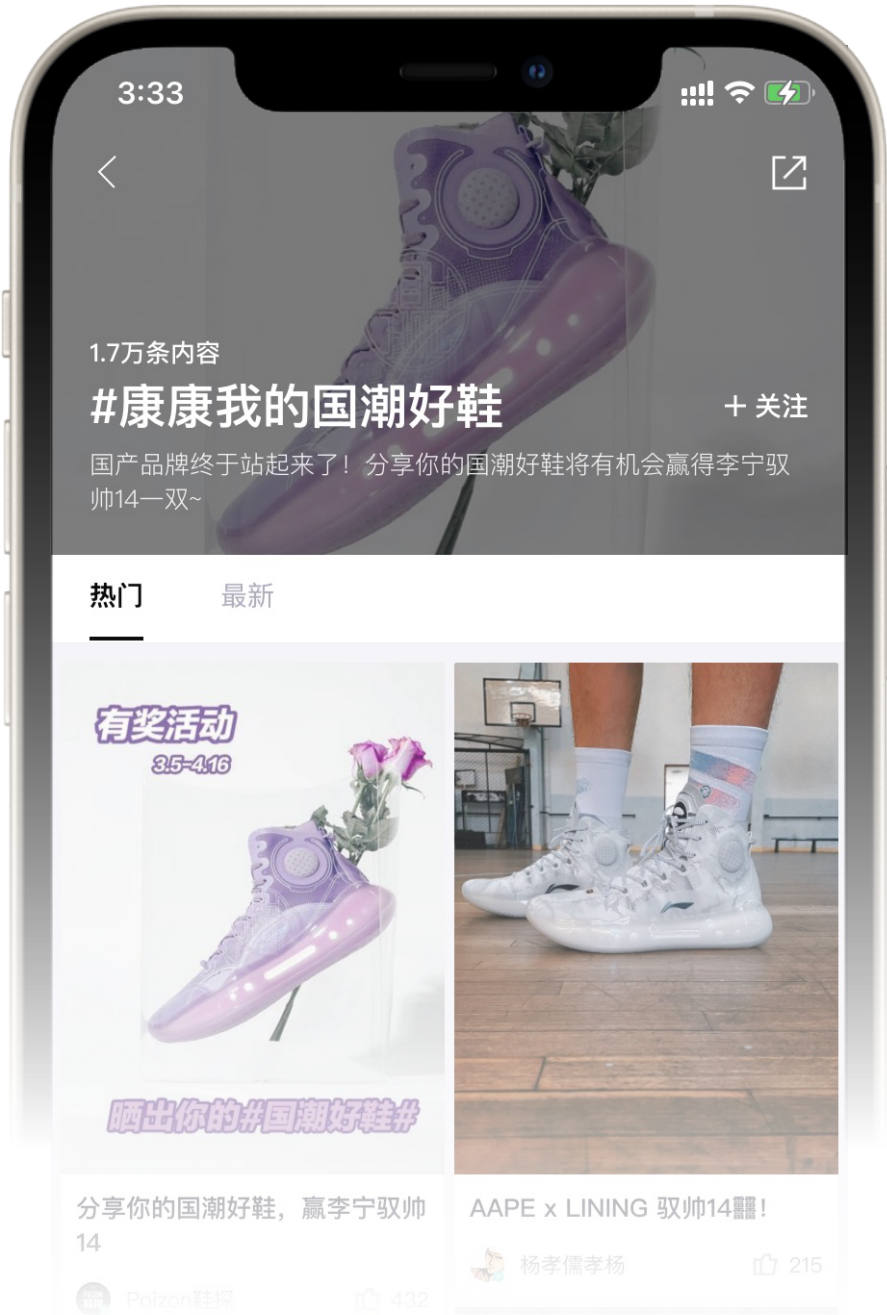 3:33
1.7万条内容
#康康我的国潮好鞋
+ 关注
国产品牌终于站起来了！分享你的国潮好鞋将有机会赢得李宁驭
帅14一双~
热门
最新
有奖活动
3.5-4.16
晒出你的#国潮好鞋#
分享你的国潮好鞋，赢李宁驭帅
14
Poizon鞋探
432
AAPE x LINING 驭帅14䨻！
杨孝儒孝杨
215